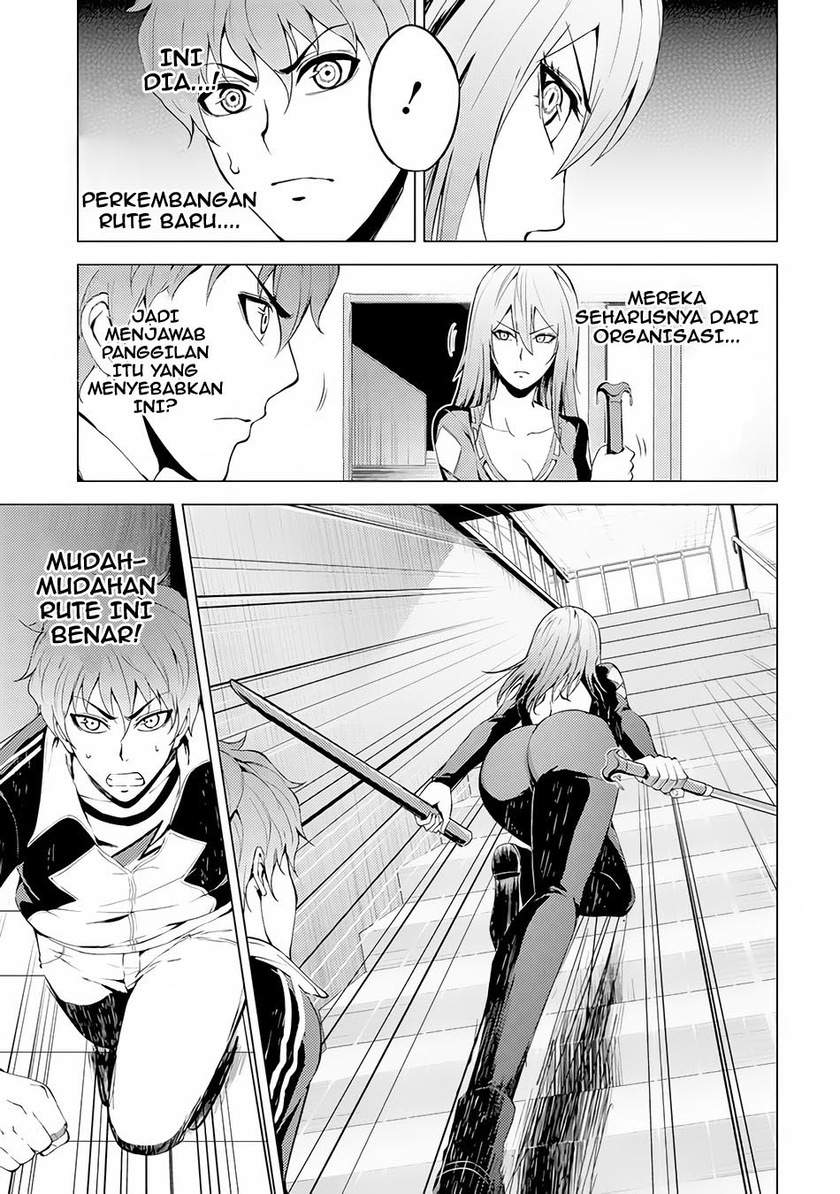 !
INI
DIA....!
PERKEMBANGAN
RUTE BARU....
MEREKA
SEHARUSNYA DARI
ORGANISASI...
JADI
MENJAWAB
PANGGILAN
ITU YANG
MENYEBABKAN
INI?
MUDAH-
MUDAHAN
RUTE INI
BENAR!